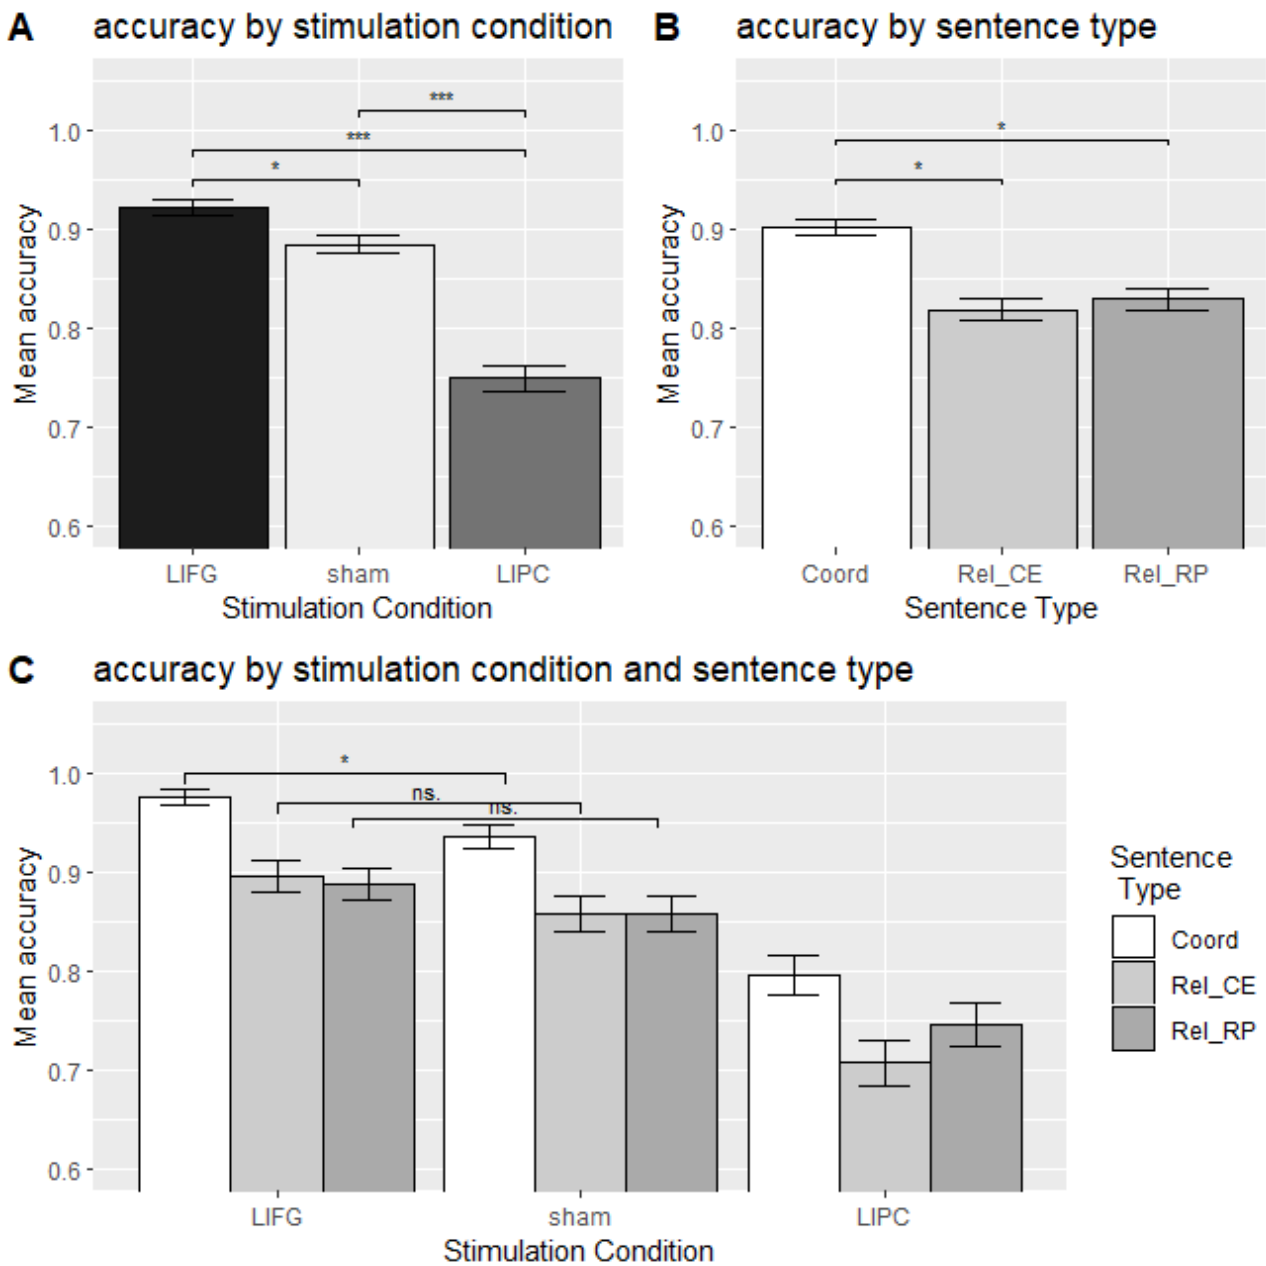 A accuracy by stimulation condition
***
***
*
1.0
0.9
0.8
0.7
0.6
Mean accuracy
LIFG sham LIPC
Stimulation Condition
B accuracy by sentence type
*
*
1.0
0.9
0.8
0.7
0.6
Mean accuracy
Coord Rel_CE Rel_RP
Sentence Type
C accuracy by stimulation condition and sentence type
*
ns.
ns.
1.0
0.9
0.8
0.7
0.6
Mean accuracy
LIFG sham LIPC
Stimulation Condition
Sentence
Type
Coord
Rel_CE
Rel_RP